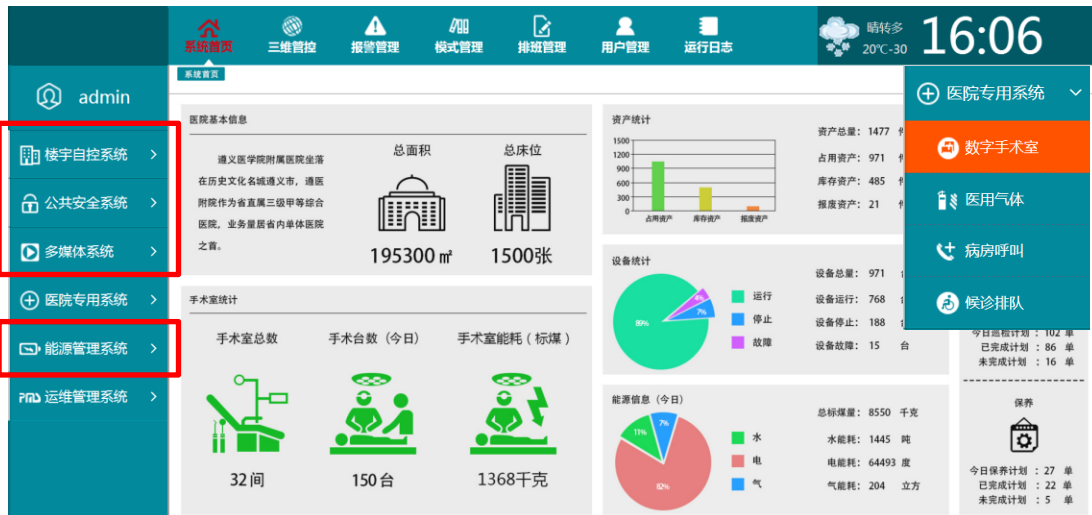 系统首页
三维管控
报警管理
模式管理
排班管理
用户管理
运行日志
晴转多
20℃-30
16:06
系统首页
admin
楼宇自控系统
公共安全系统
多媒体系统
医院专用系统
能源管理系统
运维管理系统
医院专用系统
数字手术室
医用气体
病房呼叫
候诊排队
医院基本信息
遵义医学院附属医院坐落
在历史文化名城遵义市，遵医
附院作为省直属三级甲等综合
医院，业务量居省内单体医院
之首。
总面积
195300 ㎡
总床位
1500张
资产统计
1500
1200
900
600
300
0
占用资产
库存资产
报废资产
资产总量: 1477
占用资产: 971
库存资产: 485
报废资产: 21
设备统计
89%
4%
7%
运行
停止
故障
设备总量: 971
设备运行: 768
设备停止: 188
设备故障: 15 台
手术室统计
手术室总数
32间
手术台数（今日）
150台
手术室能耗（标煤）
1368千克
能源信息（今日）
11%
7%
82%
水
电
气
总标煤量: 8550 千克
水能耗: 1445 吨
电能耗: 64493 度
气能耗: 204 立方
今日巡检计划 : 102 单
已完成计划 : 86 单
未完成计划 : 16 单
保养
今日保养计划 : 27 单
已完成计划 : 22 单
未完成计划 : 5 单